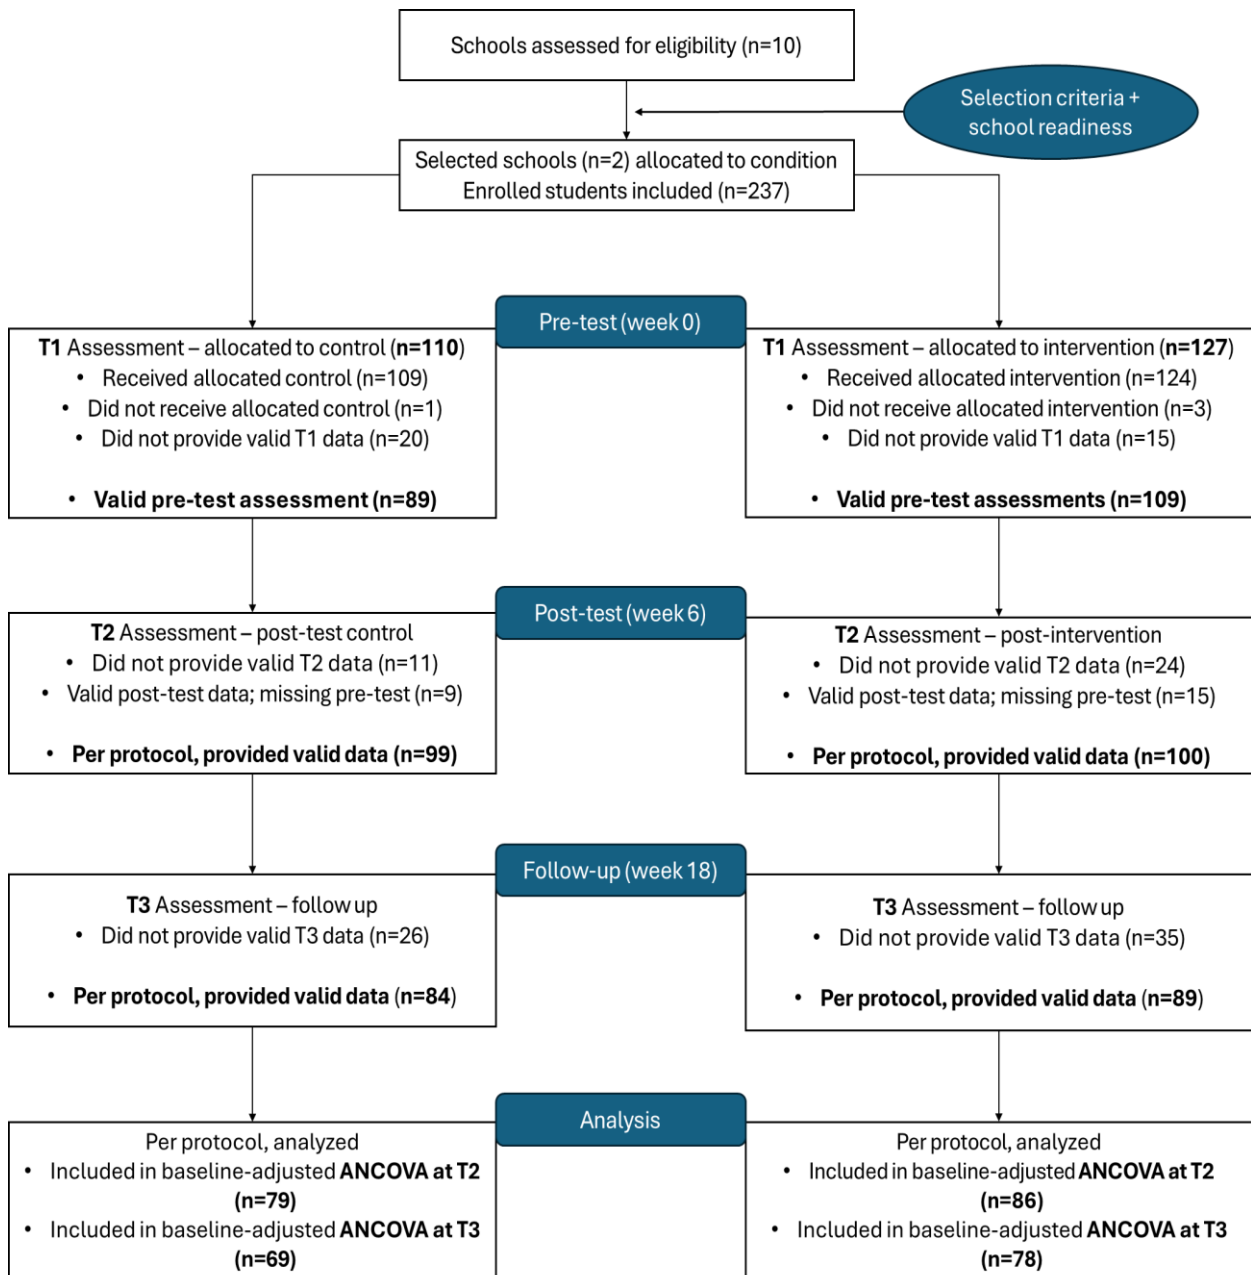 Schools assessed for eligibility (n=10)
Selection criteria +
school readiness
Selected schools (n=2) allocated to condition
Enrolled students included (n=237)
Pre-test (week 0)
T1 Assessment – allocated to control (n=110)
• Received allocated control (n=109)
• Did not receive allocated control (n=1)
• Did not provide valid T1 data (n=20)
• Valid pre-test assessment (n=89)
T1 Assessment – allocated to intervention (n=127)
• Received allocated intervention (n=124)
• Did not receive allocated intervention (n=3)
• Did not provide valid T1 data (n=15)
• Valid pre-test assessments (n=109)
Post-test (week 6)
T2 Assessment – post-test control
• Did not provide valid T2 data (n=11)
• Valid post-test data; missing pre-test (n=9)
• Per protocol, provided valid data (n=99)
T2 Assessment – post-intervention
• Did not provide valid T2 data (n=24)
• Valid post-test data; missing pre-test (n=15)
• Per protocol, provided valid data (n=100)
Follow-up (week 18)
T3 Assessment – follow up
• Did not provide valid T3 data (n=26)
• Per protocol, provided valid data (n=84)
T3 Assessment – follow up
• Did not provide valid T3 data (n=35)
• Per protocol, provided valid data (n=89)
Analysis
Per protocol, analyzed
• Included in baseline-adjusted ANCOVA at T2
(n=79)
• Included in baseline-adjusted ANCOVA at T3
(n=69)
Per protocol, analyzed
• Included in baseline-adjusted ANCOVA at T2
(n=86)
• Included in baseline-adjusted ANCOVA at T3
(n=78)